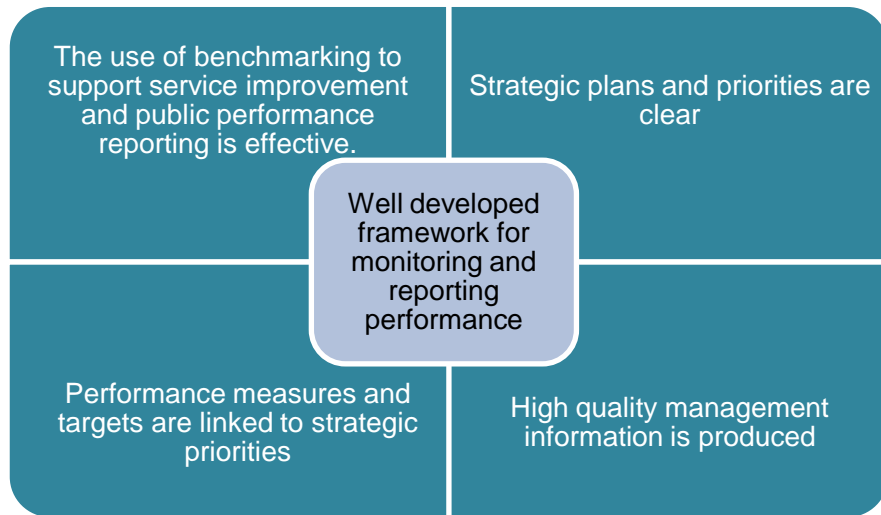 The use of benchmarking to
support service improvement
and public performance
reporting is effective.
Strategic plans and priorities are
clear
Well developed
framework for
monitoring and
reporting
performance
Performance measures and
targets are linked to strategic
priorities
High quality management
information is produced